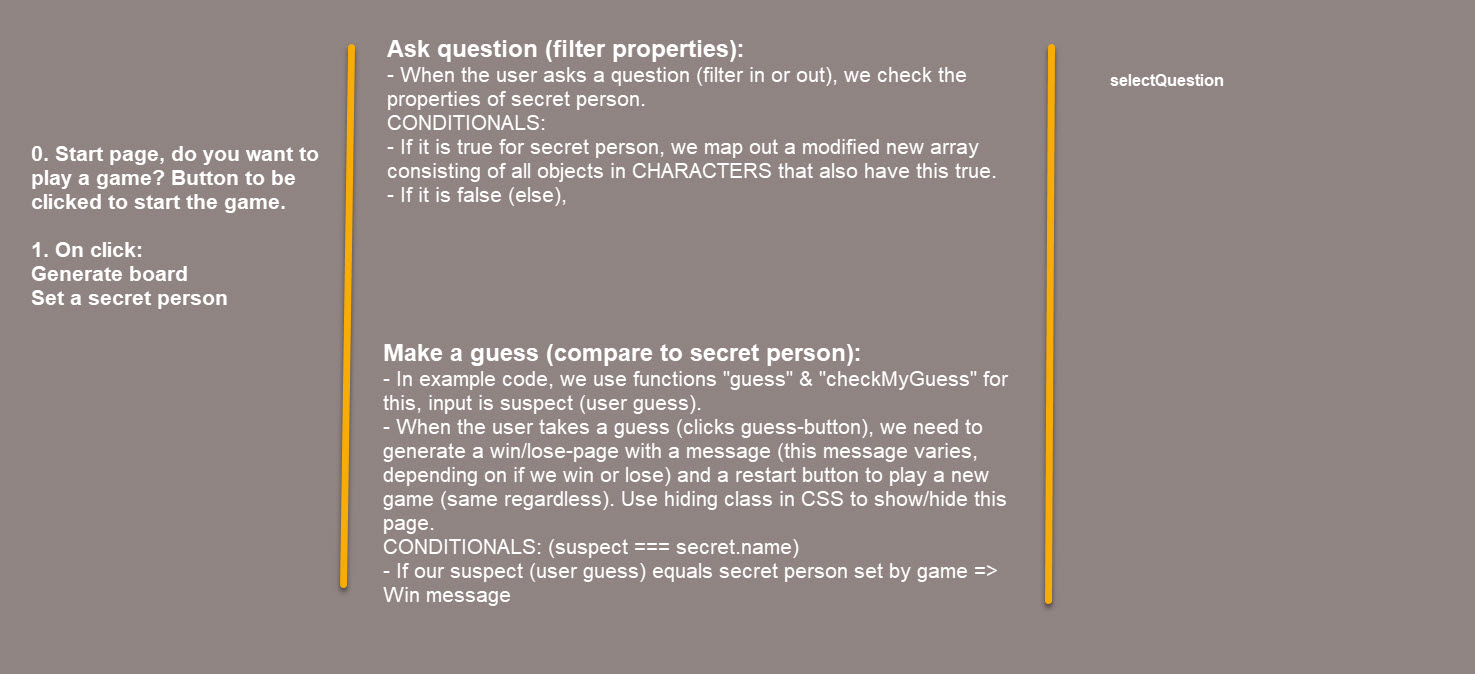 0. Start page, do you want to
play a game? Button to be
clicked to start the game.
1. On click:
Generate board
Set a secret person
Ask question (filter properties):
- When the user asks a question (filter in or out), we check the
properties of secret person.
CONDITIONALS:
- If it is true for secret person, we map out a modified new array
consisting of all objects in CHARACTERS that also have this true.
- If it is false (else),
Make a guess (compare to secret person):
- In example code, we use functions "guess" & "checkMyGuess" for
this, input is suspect (user guess).
- When the user takes a guess (clicks guess-button), we need to
generate a win/lose-page with a message (this message varies,
depending on if we win or lose) and a restart button to play a new
game (same regardless). Use hiding class in CSS to show/hide this
page.
CONDITIONALS: (suspect === secret.name)
- If our suspect (user guess) equals secret person set by game =>
Win message
selectQuestion